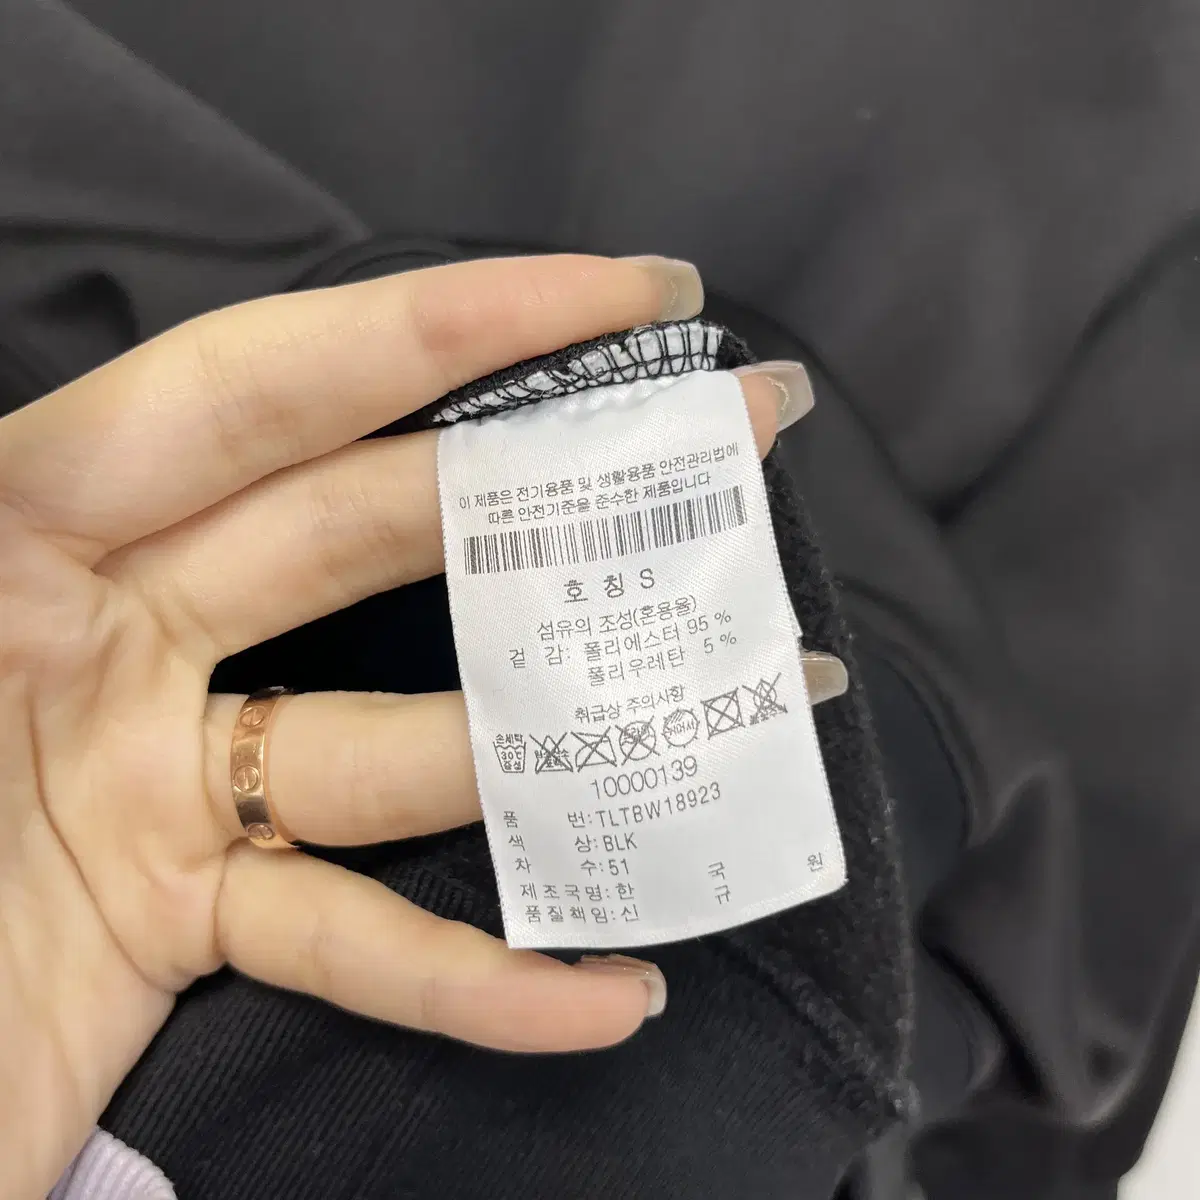 이 제품은 전기용품 및 생활용품 안전관리법에
따른 안전기준을 준수한 제품입니다
호 칭 S
섬유의 조성(혼용율)
겉 감: 폴리에스터 95 %
폴리우레탄 5 %
취급상 주의사항
손세탁
30℃
중성
10000139
품 번:TLTBW18923
색 상:BLK
차 수:51
제조국명:한 국
품질책임:신 규 원